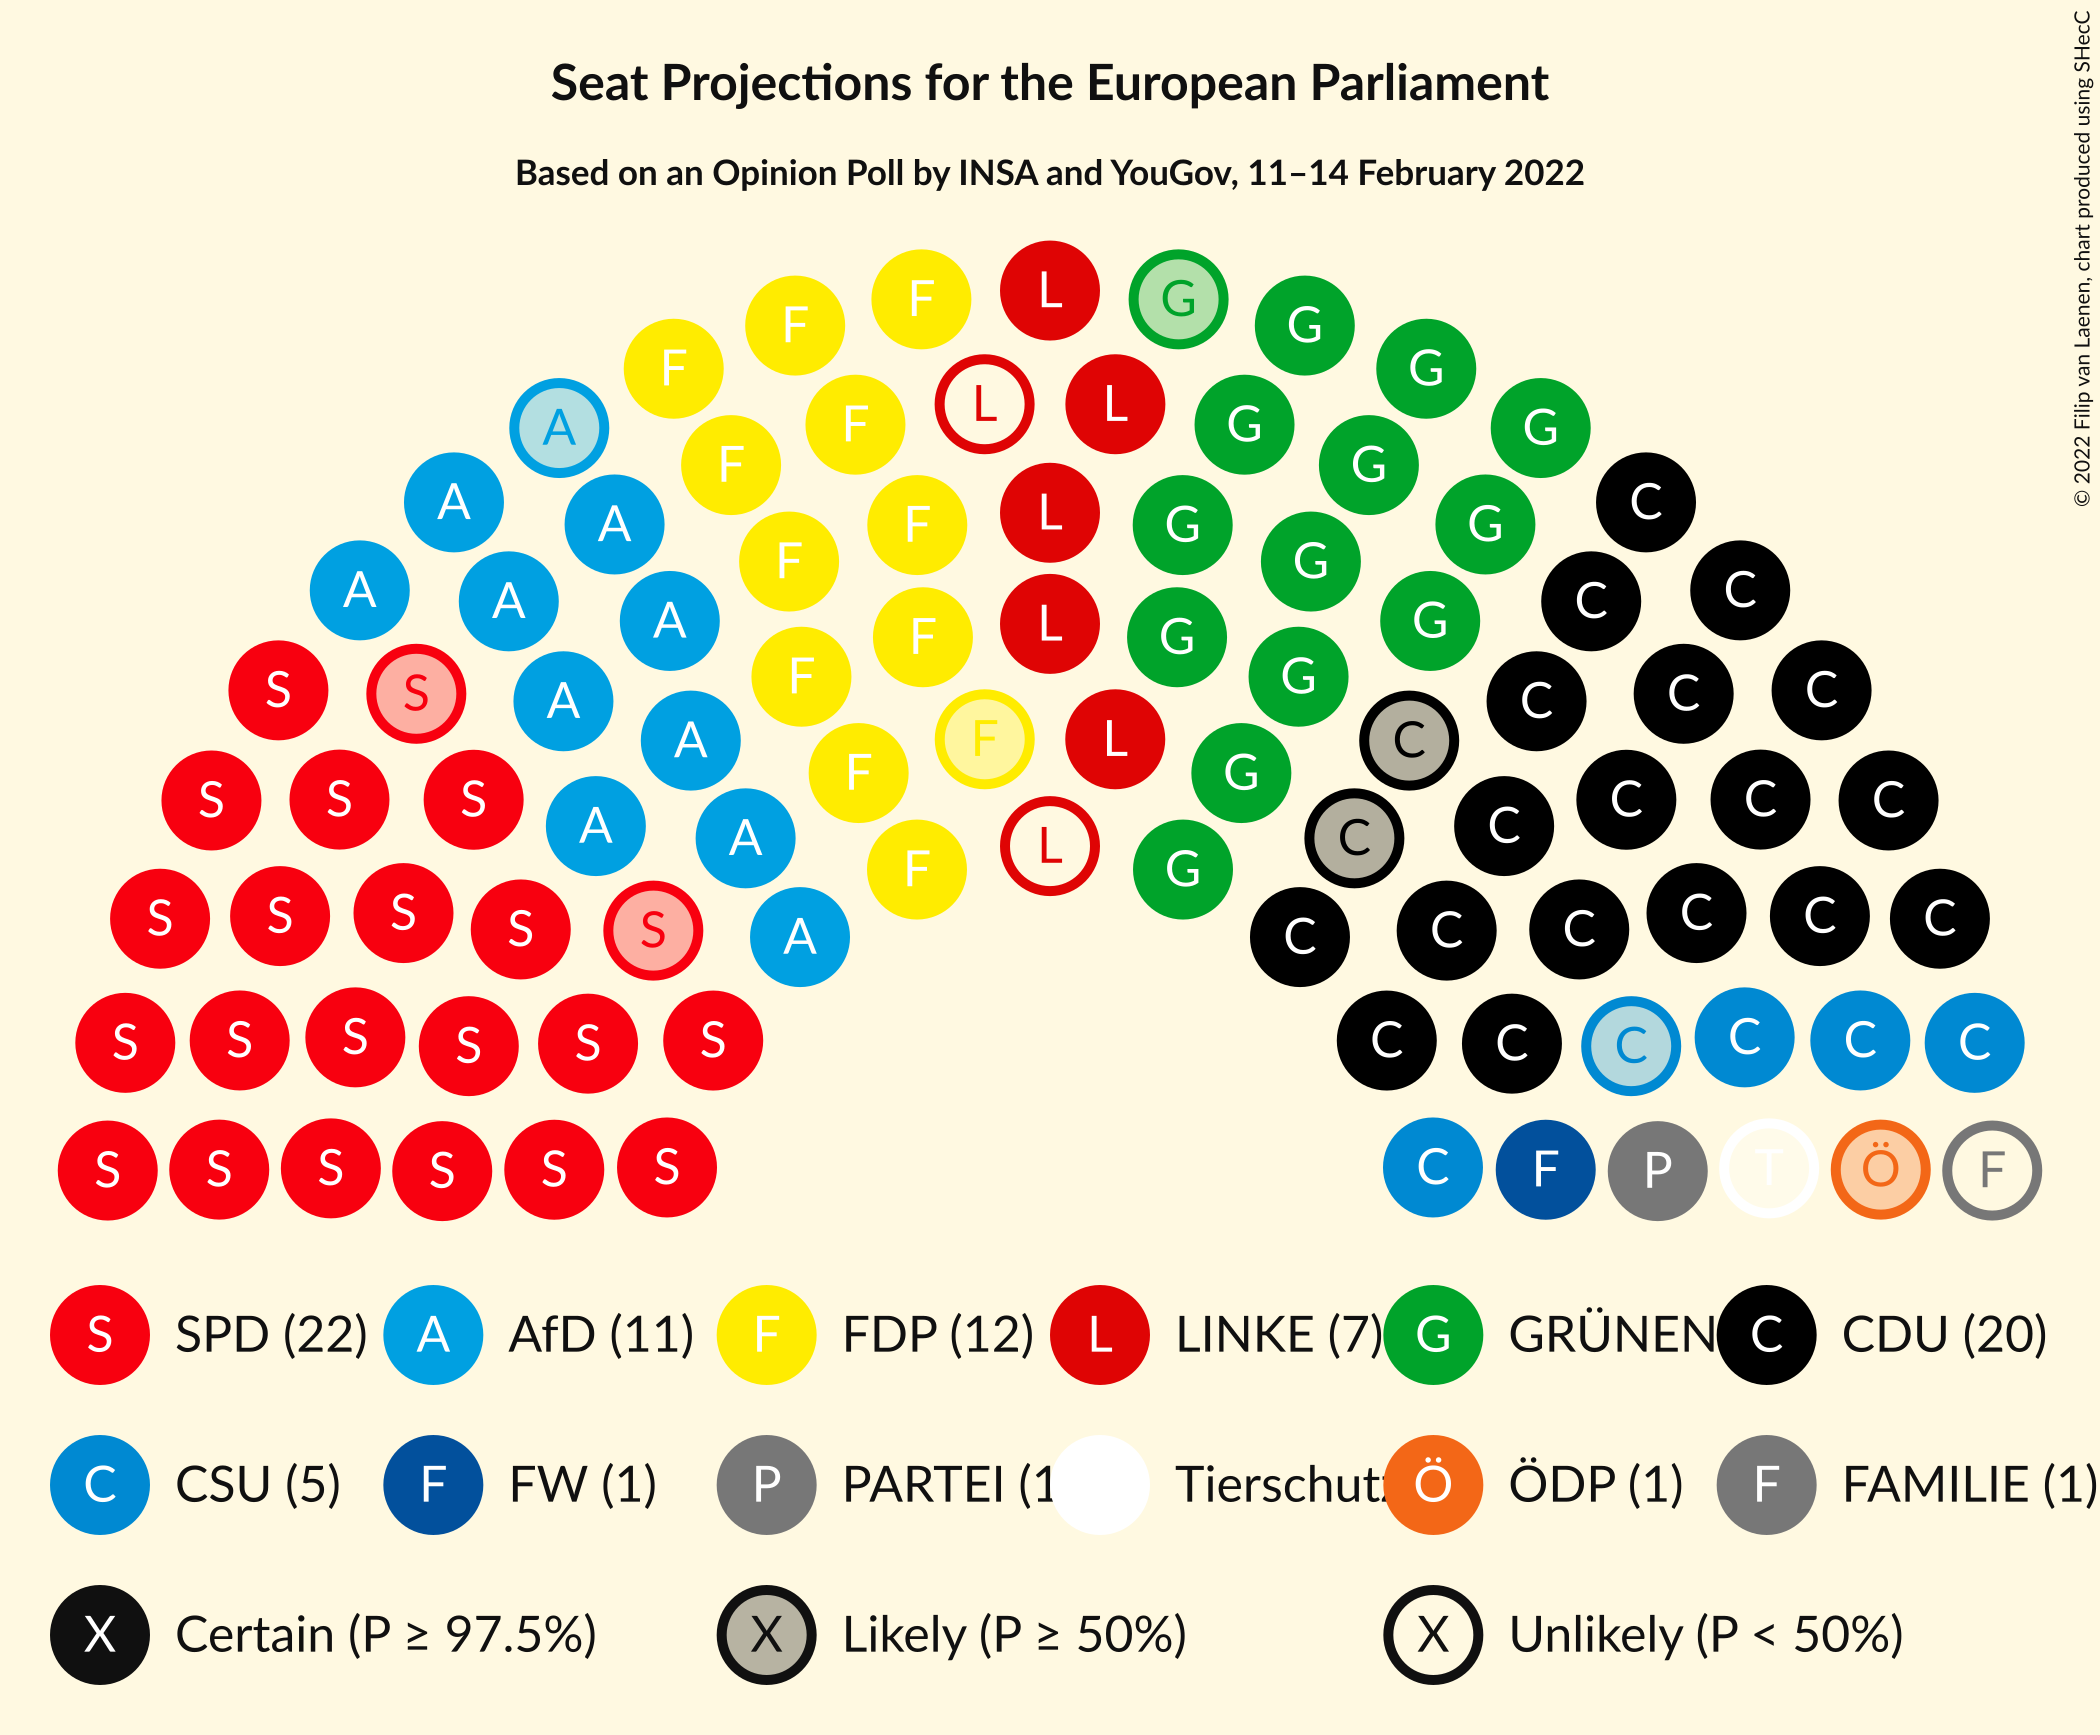 Seat Projections for the European Parliament
Based on an Opinion Poll by INSA and YouGov, 11–14 February 2022
© 2022 Filip van Laenen, chart produced using SHecC
F L G
F G
F G
L L
A F G G
F G
A L C
A F G G
F G
A A C C
A F L G G
S S A F G C C C
A F L C
S S S F G C C C
A A L C C
F G
S S S S S A C C C C C C
S S S S S S C C C C C C
S S S S S S C F P T Ö F
S SPD (22) A AfD (11) F FDP (12) L LINKE (7) G GRÜNEN C CDU (20)
C CSU (5) F FW (1) P PARTEI (1 Tierschutz Ö ÖDP (1) F FAMILIE (1)
X Certain (P ≥ 97.5%) X Likely (P ≥ 50%) X Unlikely (P < 50%)